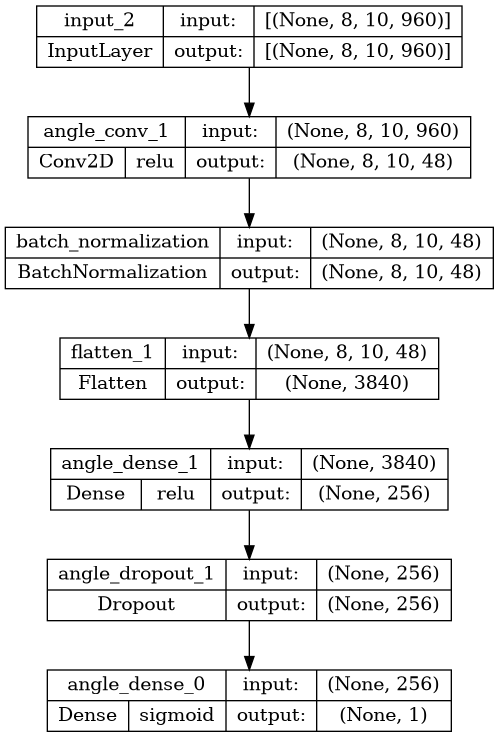 input_2 input: [(None, 8, 10, 960)]
InputLayer output: [(None, 8, 10, 960)]
angle_conv_1 input: (None, 8, 10, 960)
Conv2D relu output: (None, 8, 10, 48)
batch_normalization input: (None, 8, 10, 48)
BatchNormalization output: (None, 8, 10, 48)
flatten_1 input: (None, 8, 10, 48)
Flatten output: (None, 3840)
angle_dense_1 input: (None, 3840)
Dense relu output: (None, 256)
angle_dropout_1 input: (None, 256)
Dropout output: (None, 256)
angle_dense_0 input: (None, 256)
Dense sigmoid output: (None, 1)